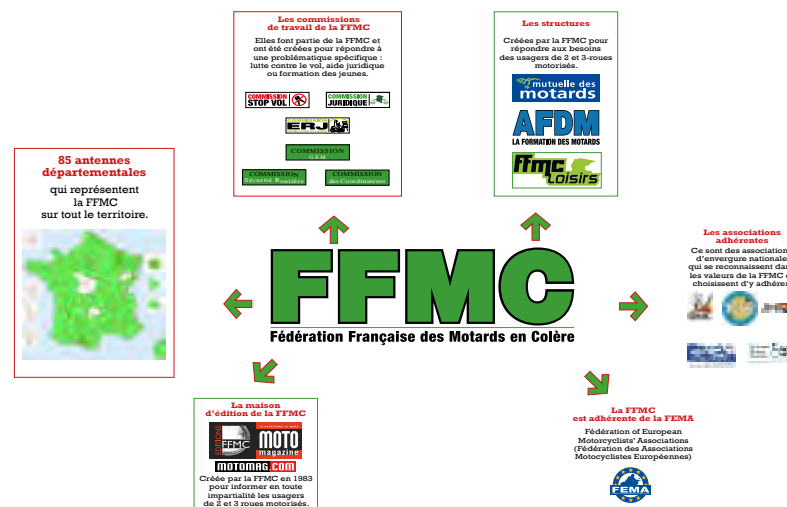 Les commissions
de travail de la FFMC
Elles font partie de la FFMC et
ont été créées pour répondre à
une problématique spécifique :
lutte contre le vol, aide juridique
ou formation des jeunes.
COMMISSION
STOP VOL
COMMISSION
JURIDIQUE
ERJ
COMMISSION
GEM
COMMISSION
Sécurité Routière
COMMISSION
des Coordinateurs
Les structures
Créées par la FFMC pour
répondre aux besoins
des usagers de 2 et 3-roues
motorisés.
mutuelle des
motards
AFDM
LA FORMATION DES MOTARDS
ffmc
Loisirs
85 antennes
départementales
qui représentent
la FFMC
sur tout le territoire.
FFMC
Fédération Française des Motards en Colère
Les associations
adhérentes
Ce sont des association
d'envergure nationale
qui se reconnaissent dan
les valeurs de la FFMC e
choisissent d'y adhérer
La maison
d'édition de la FFMC
EDITIONS
FFMC
MOTO
magazine
MOTOMAG.COM
Créée par la FFMC en 1983
pour informer en toute
impartialité les usagers
de 2 et 3 roues motorisés.
La FFMC
est adhérente de la FEMA
Fédération of European
Motorcyclists' Associations
(Fédération des Associations
Motocyclistes Européennes)
FEMA